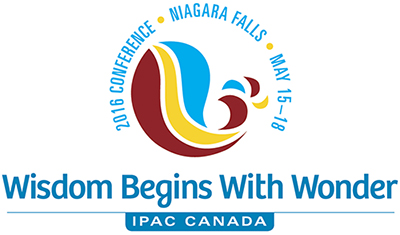 2016 CONFERENCE • NIAGARA FALLS • MAY 15–18
Wisdom Begins With Wonder
IPAC CANADA